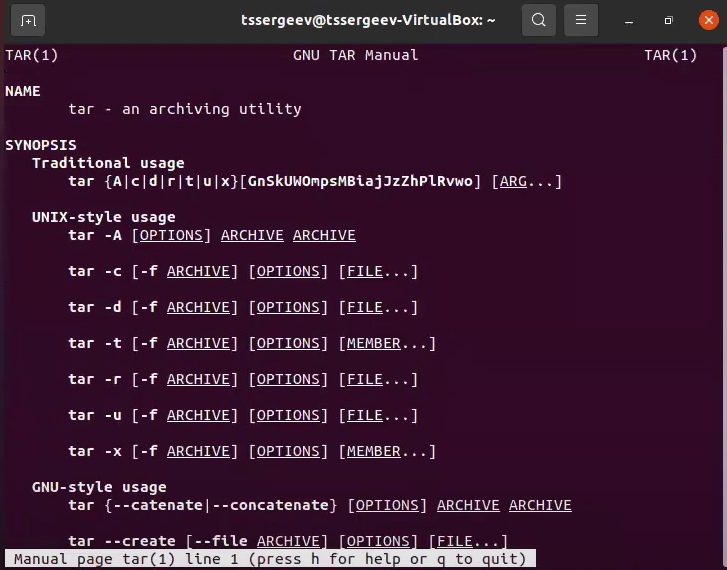 tssergeev@tssergeev-VirtualBox: ~
TAR(1) GNU TAR Manual TAR(1)
NAME
tar - an archiving utility
SYNOPSIS
Traditional usage
tar {A|c|d|r|t|u|x}[GnSkUWOmpsMBiajJzZhPlRvwo] [ARG...]
UNIX-style usage
tar -A [OPTIONS] ARCHIVE ARCHIVE
tar -c [-f ARCHIVE] [OPTIONS] [FILE...]
tar -d [-f ARCHIVE] [OPTIONS] [FILE...]
tar -t [-f ARCHIVE] [OPTIONS] [MEMBER...]
tar -r [-f ARCHIVE] [OPTIONS] [FILE...]
tar -u [-f ARCHIVE] [OPTIONS] [FILE...]
tar -x [-f ARCHIVE] [OPTIONS] [MEMBER...]
GNU-style usage
tar {--catenate|--concatenate} [OPTIONS] ARCHIVE ARCHIVE
tar --create [--file ARCHIVE] [OPTIONS] [FILE...]
Manual page tar(1) line 1 (press h for help or q to quit)